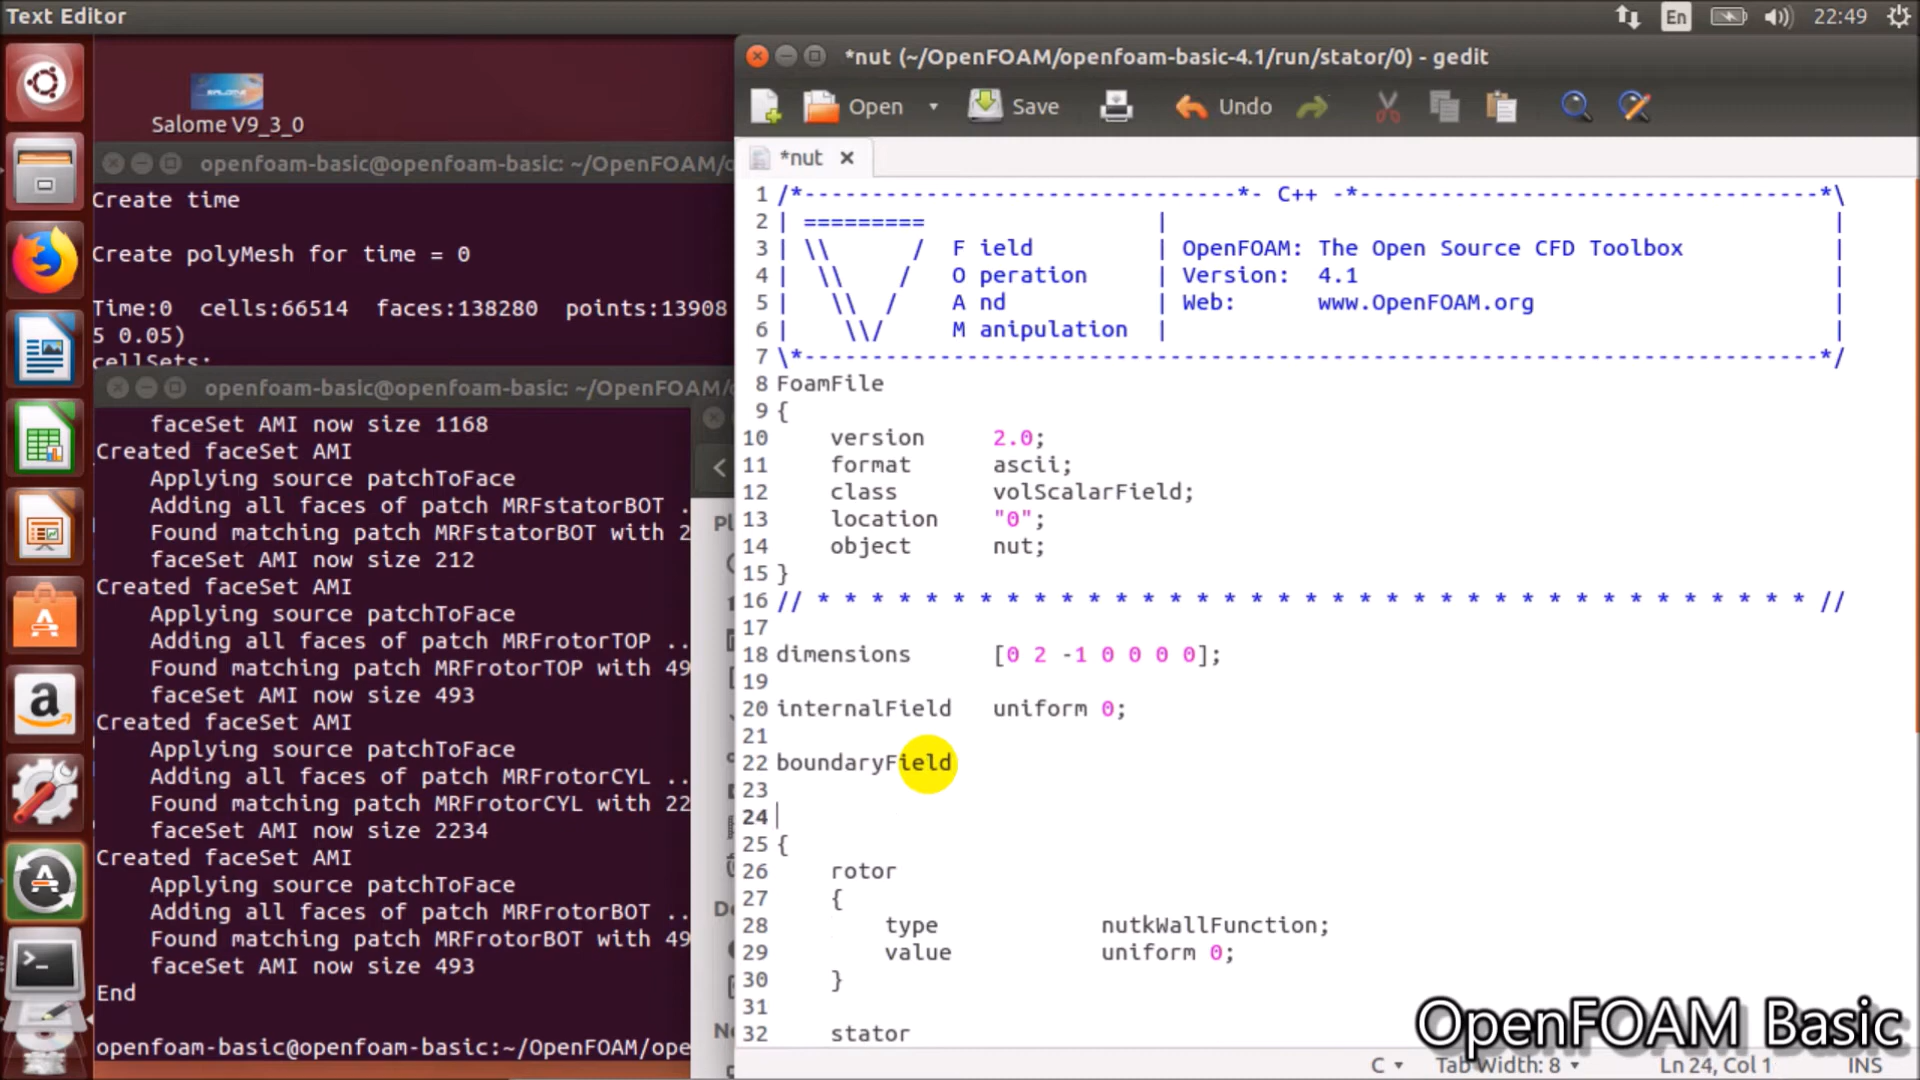 Text Editor
En
22:49
Salome V9_3_0
openfoam-basic@openfoam-basic: ~/OpenFOAM/o
Create time
Create polyMesh for time = 0
Time:0  cells:66514  faces:138280  points:13908
5 0.05)
cellSets:
openfoam-basic@openfoam-basic: ~/OpenFOAM/o
faceSet AMI now size 1168
Created faceSet AMI
Applying source patchToFace
Adding all faces of patch MRFstatorBOT .
Found matching patch MRFstatorBOT with 2
faceSet AMI now size 212
Created faceSet AMI
Applying source patchToFace
Adding all faces of patch MRFrotorTOP ..
Found matching patch MRFrotorTOP with 49
faceSet AMI now size 493
Created faceSet AMI
Applying source patchToFace
Adding all faces of patch MRFrotorCYL ..
Found matching patch MRFrotorCYL with 22
faceSet AMI now size 2234
Created faceSet AMI
Applying source patchToFace
Adding all faces of patch MRFrotorBOT ..
Found matching patch MRFrotorBOT with 49
faceSet AMI now size 493
End
openfoam-basic@openfoam-basic:~/OpenFOAM/ope
*nut (~/OpenFOAM/openfoam-basic-4.1/run/stator/0) - gedit
Open Save Undo
*nut
1 /*--------------------------------*- C++ -*----------------------------------*\
2 | =========                 |                                                 |
3 | \\      /  F ield         | OpenFOAM: The Open Source CFD Toolbox           |
4 |  \\    /   O peration     | Version:  4.1                                   |
5 |   \\  /    A nd           | Web:      www.OpenFOAM.org                      |
6 |    \\/     M anipulation  |                                                 |
7 \*---------------------------------------------------------------------------*/
8 FoamFile
9 {
10     version     2.0;
11     format      ascii;
12     class       volScalarField;
13     location    "0";
14     object      nut;
15 }
16 // * * * * * * * * * * * * * * * * * * * * * * * * * * * * * * * * * * * * * //
17
18 dimensions      [0 2 -1 0 0 0 0];
19
20 internalField   uniform 0;
21
22 boundaryField
23
24
25 {
26     rotor
27     {
28         type            nutkWallFunction;
29         value           uniform 0;
30     }
31
32     stator
C Tab Width: 8 Ln 24, Col 1 INS
OpenFOAM Basic